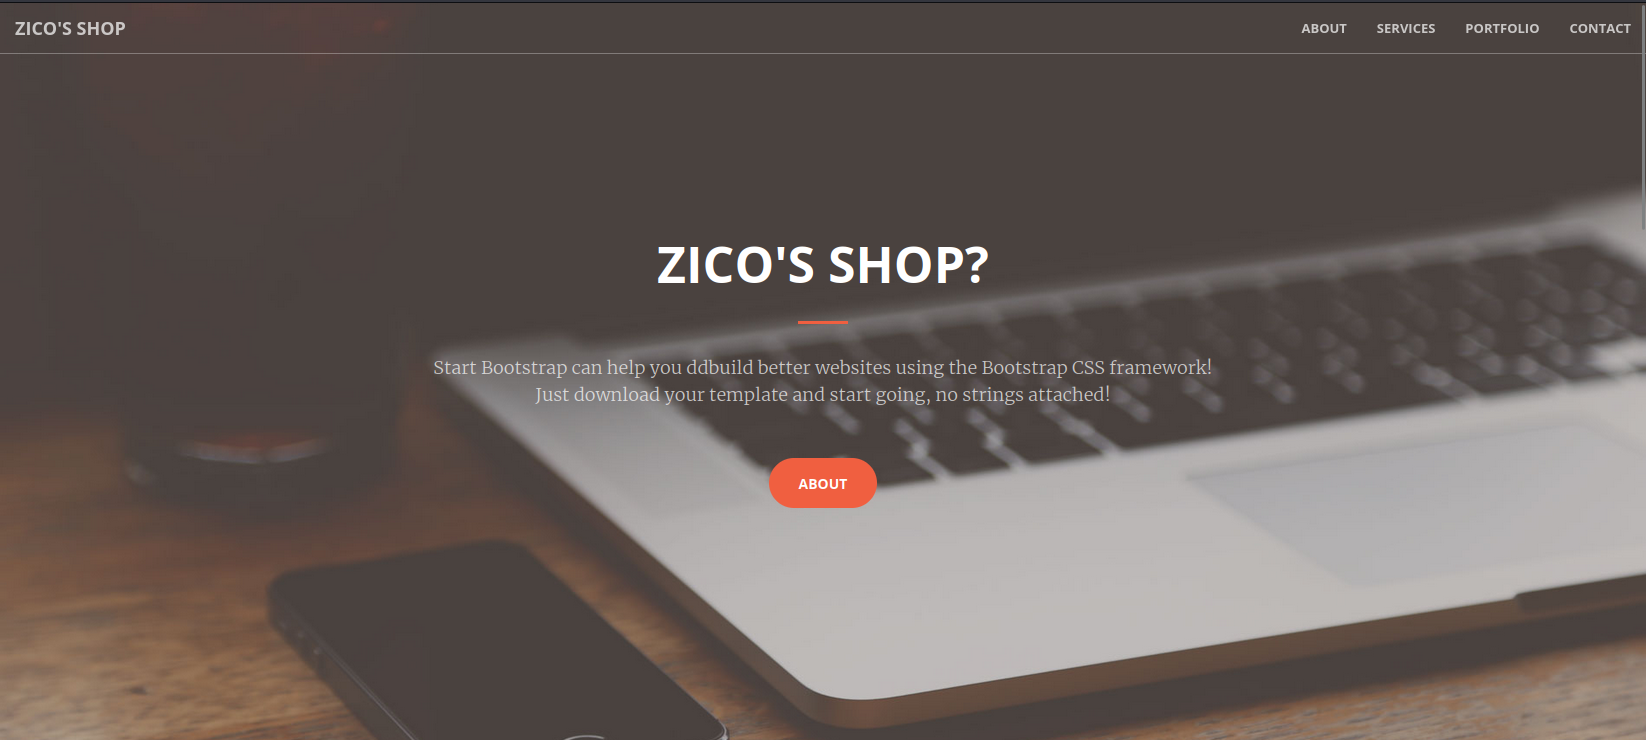 ZICO'S SHOP
ABOUT SERVICES PORTFOLIO CONTACT
ZICO'S SHOP?
Start Bootstrap can help you ddbuild better websites using the Bootstrap CSS framework!
Just download your template and start going, no strings attached!
ABOUT